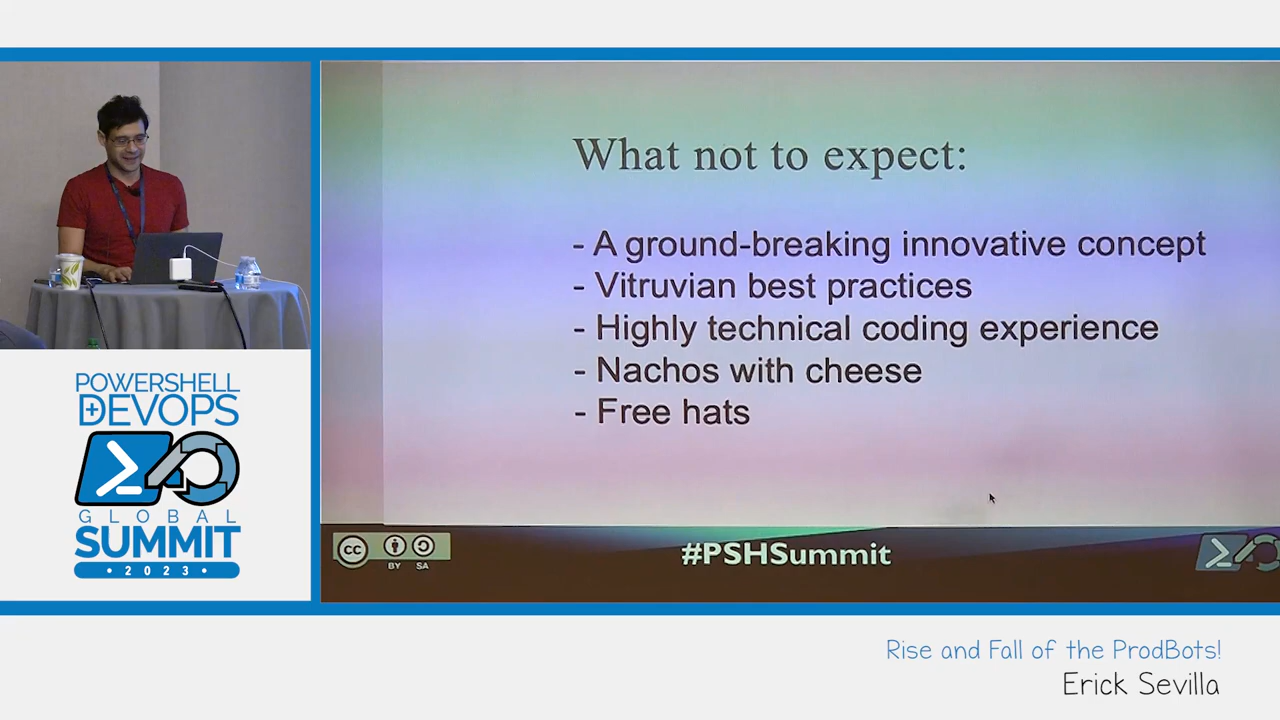 What not to expect:
- A ground-breaking innovative concept
- Vitruvian best practices
- Highly technical coding experience
- Nachos with cheese
- Free hats
cc
BY SA
#PSHSummit
POWERSHELL
+DEVOPS
GLOBAL
SUMMIT
• 2023 •
Rise and Fall of the ProdBots!
Erick Sevilla